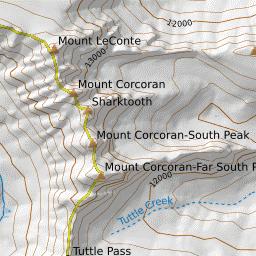 12000
Mount LeConte
13000
Mount Corcoran
Sharktooth
Mount Corcoran-South Peak
Mount Corcoran-Far South P
12000
Tuttle Creek
Tuttle Pass